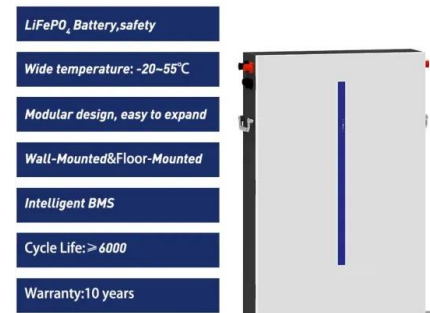 LiFePO4 Battery,safety
Wide temperature: -20~55℃
Modular design, easy to expand
Wall-Mounted&Floor-Mounted
Intelligent BMS
Cycle Life:≥6000
Warranty:10 years